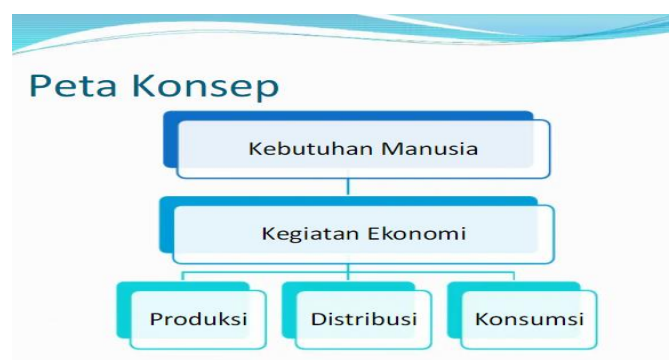 Peta Konsep
Kebutuhan Manusia
Kegiatan Ekonomi
Produksi
Distribusi
Konsumsi